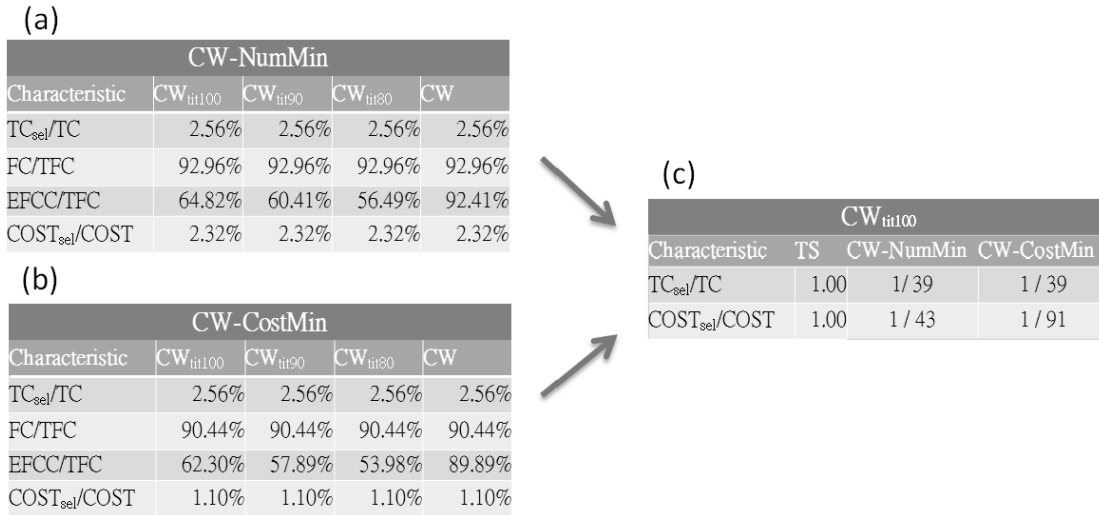 (a)
CW-NumMin
Characteristic CWtit100 CWtit90 CWtit80 CW
TCsel/TC 2.56% 2.56% 2.56% 2.56%
FC/TFC 92.96% 92.96% 92.96% 92.96%
EFCC/TFC 64.82% 60.41% 56.49% 92.41%
COSTsel/COST 2.32% 2.32% 2.32% 2.32%
(b)
CW-CostMin
Characteristic CWtit100 CWtit90 CWtit80 CW
TCsel/TC 2.56% 2.56% 2.56% 2.56%
FC/TFC 90.44% 90.44% 90.44% 90.44%
EFCC/TFC 62.30% 57.89% 53.98% 89.89%
COSTsel/COST 1.10% 1.10% 1.10% 1.10%
(c)
CWtit100
Characteristic TS CW-NumMin CW-CostMin
TCsel/TC 1.00 1/ 39 1 / 39
COSTsel/COST 1.00 1 / 43 1 / 91